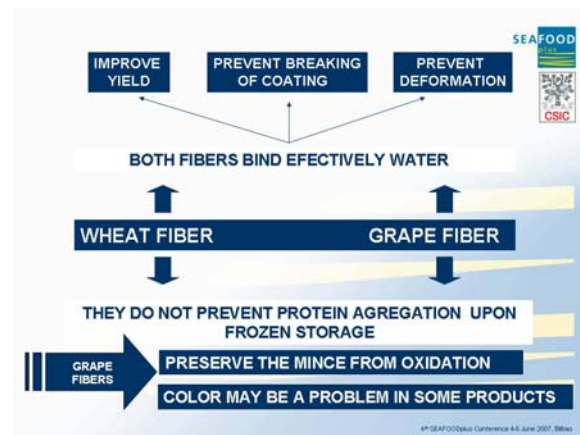 SEAFOOD
plus
CSIC
IMPROVE
YIELD
PREVENT BREAKING
OF COATING
PREVENT
DEFORMATION
BOTH FIBERS BIND EFECTIVELY WATER
WHEAT FIBER
GRAPE FIBER
THEY DO NOT PREVENT PROTEIN AGREGATION UPON
FROZEN STORAGE
GRAPE
FIBERS
PRESERVE THE MINCE FROM OXIDATION
COLOR MAY BE A PROBLEM IN SOME PRODUCTS
4th SEAFOODplus Conference 4-6 June 2007, Bilbao